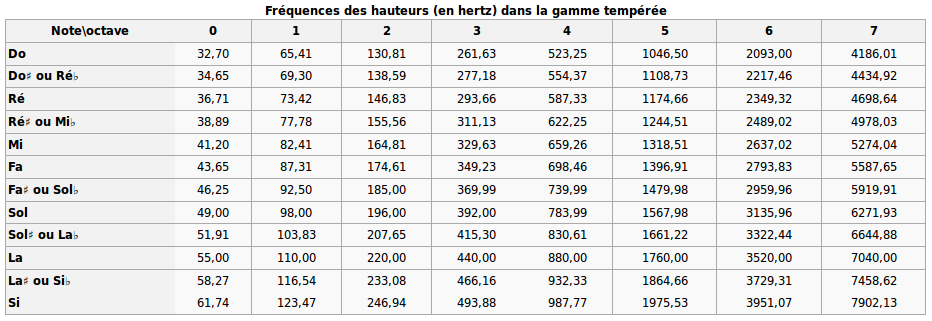 Fréquences des hauteurs (en hertz) dans la gamme tempérée
Note\octave 0 1 2 3 4 5 6 7
Do 32,70 65,41 130,81 261,63 523,25 1046,50 2093,00 4186,01
Do♯ ou Ré♭ 34,65 69,30 138,59 277,18 554,37 1108,73 2217,46 4434,92
Ré 36,71 73,42 146,83 293,66 587,33 1174,66 2349,32 4698,64
Ré♯ ou Mi♭ 38,89 77,78 155,56 311,13 622,25 1244,51 2489,02 4978,03
Mi 41,20 82,41 164,81 329,63 659,26 1318,51 2637,02 5274,04
Fa 43,65 87,31 174,61 349,23 698,46 1396,91 2793,83 5587,65
Fa♯ ou Sol♭ 46,25 92,50 185,00 369,99 739,99 1479,98 2959,96 5919,91
Sol 49,00 98,00 196,00 392,00 783,99 1567,98 3135,96 6271,93
Sol♯ ou La♭ 51,91 103,83 207,65 415,30 830,61 1661,22 3322,44 6644,88
La 55,00 110,00 220,00 440,00 880,00 1760,00 3520,00 7040,00
La♯ ou Si♭ 58,27 116,54 233,08 466,16 932,33 1864,66 3729,31 7458,62
Si 61,74 123,47 246,94 493,88 987,77 1975,53 3951,07 7902,13